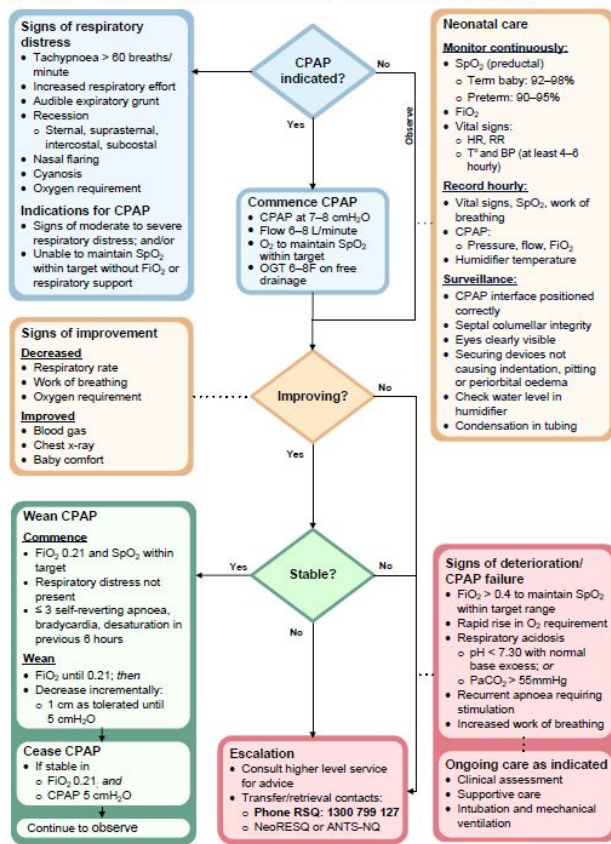 Signs of respiratory
distress
• Tachypnoea > 60 breaths/
minute
• Increased respiratory effort
• Audible expiratory grunt
• Recession
o Sternal, suprasternal,
intercostal, subcostal
• Nasal flaring
• Cyanosis
• Oxygen requirement
Indications for CPAP
• Signs of moderate to severe
respiratory distress; and/or
• Unable to maintain SpO₂
within target without FiO₂ or
respiratory support
CPAP
indicated?
No
Yes
Observe
Commence CPAP
• CPAP at 7–8 cmH₂O
• Flow 6–8 L/minute
• O₂ to maintain SpO₂
within target
• OGT 6–8F on free
drainage
Neonatal care
Monitor continuously:
• SpO₂ (preductal)
o Term baby: 92–98%
o Preterm: 90–95%
• FiO₂
• Vital signs:
o HR, RR
o T° and BP (at least 4–6
hourly)
Record hourly:
• Vital signs, SpO₂, work of
breathing
• CPAP:
o Pressure, flow, FiO₂
• Humidifier temperature
Surveillance:
• CPAP interface positioned
correctly
• Septal columellar integrity
• Eyes clearly visible
• Securing devices not
causing indentation, pitting
or periorbital oedema
• Check water level in
humidifier
• Condensation in tubing
Signs of improvement
Decreased
• Respiratory rate
• Work of breathing
• Oxygen requirement
Improved
• Blood gas
• Chest x-ray
• Baby comfort
Improving?
No
Yes
Stable?
Yes
No
No
Wean CPAP
Commence
• FiO₂ 0.21 and SpO₂ within
target
• Respiratory distress not
present
• ≤ 3 self-reverting apnoea,
bradycardia, desaturation in
previous 6 hours
Wean
• FiO₂ until 0.21; then
• Decrease incrementally:
o 1 cm as tolerated until
5 cmH₂O
Cease CPAP
• If stable in
o FiO₂ 0.21, and
o CPAP 5 cmH₂O
Continue to observe
Escalation
• Consult higher level service
for advice
• Transfer/retrieval contacts:
o Phone RSQ: 1300 799 127
o NeoRESQ or ANTS-NQ
Signs of deterioration/
CPAP failure
• FiO₂ > 0.4 to maintain SpO₂
within target range
• Rapid rise in O₂ requirement
• Respiratory acidosis
o pH < 7.30 with normal
base excess; or
o PaCO₂ > 55mmHg
• Recurrent apnoea requiring
stimulation
• Increased work of breathing
Ongoing care as indicated
• Clinical assessment
• Supportive care
• Intubation and mechanical
ventilation